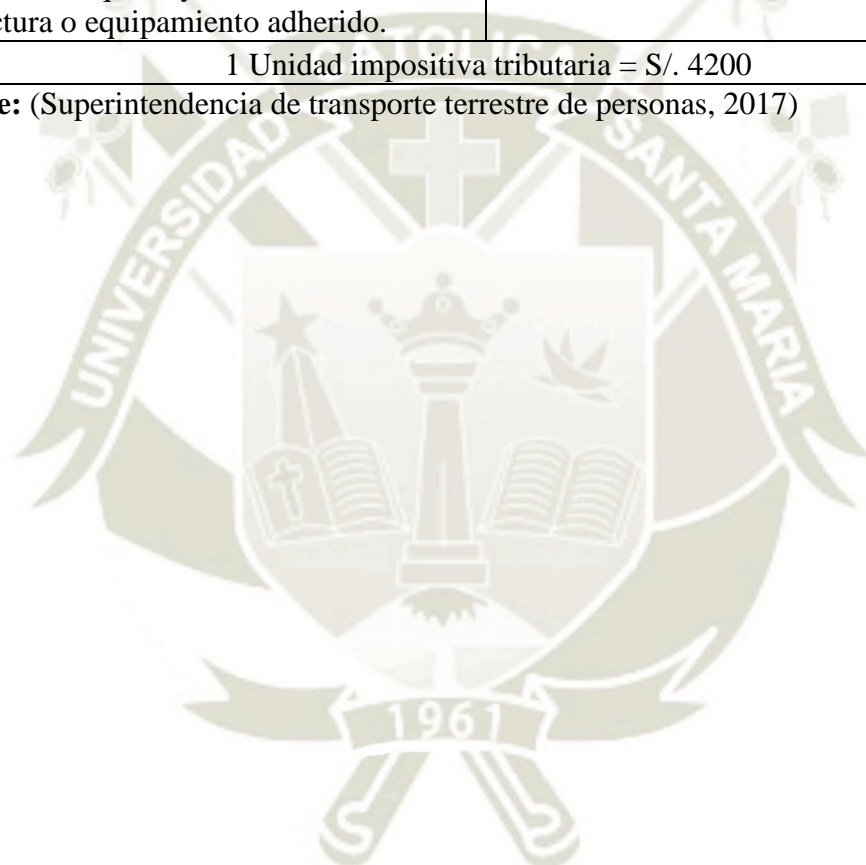 ctura o equipamiento adherido.
1 Unidad impositiva tributaria = S/. 4200
e: (Superintendencia de transporte terrestre de personas, 2017)
CATOLICA
UNIVERSIDAD
SANTA MARIA
1961